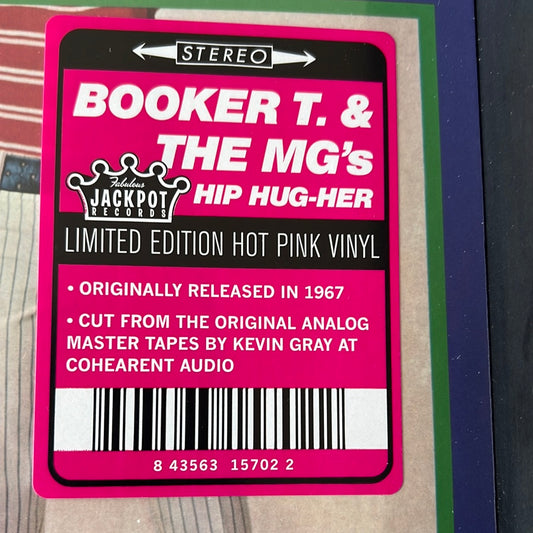 STEREO
BOOKER T. &
THE MG's
Fabulous
JACKPOT
RECORDS
HIP HUG-HER
LIMITED EDITION HOT PINK VINYL
• ORIGINALLY RELEASED IN 1967
• CUT FROM THE ORIGINAL ANALOG
MASTER TAPES BY KEVIN GRAY AT
COHEARENT AUDIO
8 43563 15702 2